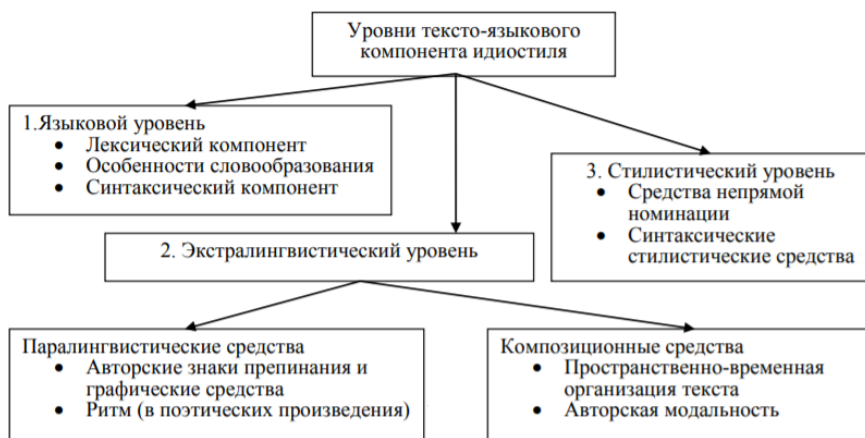 Уровни тексто-языкового
компонента идиостиля
1.Языковой уровень
• Лексический компонент
• Особенности словообразования
• Синтаксический компонент
3. Стилистический уровень
• Средства непрямой
номинации
• Синтаксические
стилистические средства
2. Экстралингвистический уровень
Паралингвистические средства
• Авторские знаки препинания и
графические средства
• Ритм (в поэтических произведения)
Композиционные средства
• Пространственно-временная
организация текста
• Авторская модальность